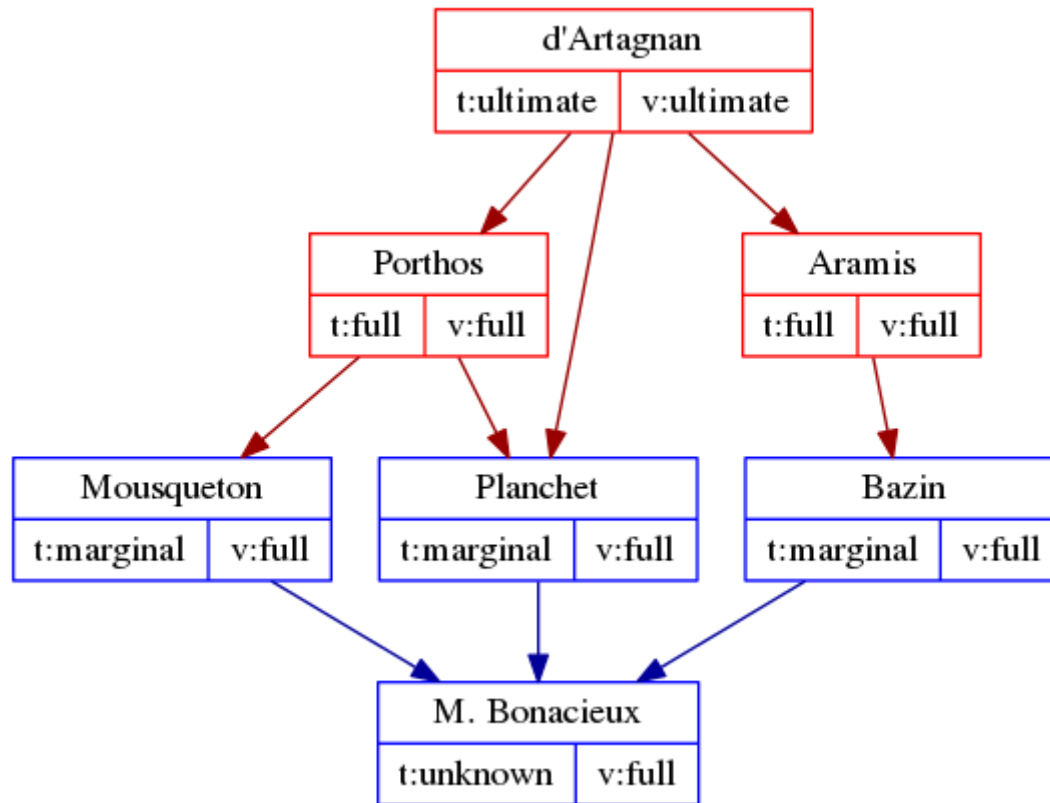 d'Artagnan
t:ultimate v:ultimate
Porthos
t:full v:full
Aramis
t:full v:full
Mousqueton
t:marginal v:full
Planchet
t:marginal v:full
Bazin
t:marginal v:full
M. Bonacieux
t:unknown v:full